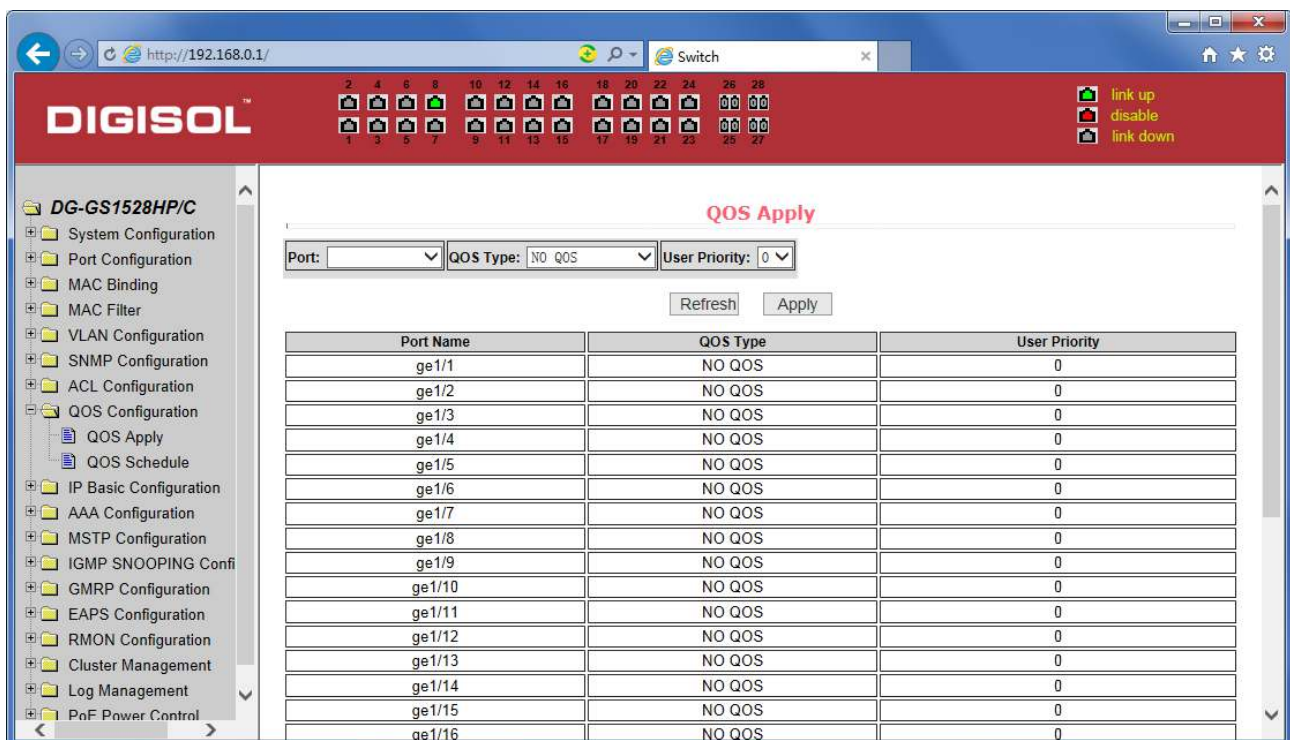 http://192.168.0.1/
Switch
DIGISOL™
2 4 6 8 10 12 14 16 18 20 22 24 26 28
1 3 5 7 9 11 13 15 17 19 21 23 25 27
link up
disable
link down
DG-GS1528HP/C
System Configuration
Port Configuration
MAC Binding
MAC Filter
VLAN Configuration
SNMP Configuration
ACL Configuration
QOS Configuration
QOS Apply
QOS Schedule
IP Basic Configuration
AAA Configuration
MSTP Configuration
IGMP SNOOPING Confi
GMRP Configuration
EAPS Configuration
RMON Configuration
Cluster Management
Log Management
PoE Power Control
QOS Apply
Port: QOS Type: NO QOS User Priority: 0
Refresh Apply
Port Name QOS Type User Priority
ge1/1 NO QOS 0
ge1/2 NO QOS 0
ge1/3 NO QOS 0
ge1/4 NO QOS 0
ge1/5 NO QOS 0
ge1/6 NO QOS 0
ge1/7 NO QOS 0
ge1/8 NO QOS 0
ge1/9 NO QOS 0
ge1/10 NO QOS 0
ge1/11 NO QOS 0
ge1/12 NO QOS 0
ge1/13 NO QOS 0
ge1/14 NO QOS 0
ge1/15 NO QOS 0
ge1/16 NO QOS 0